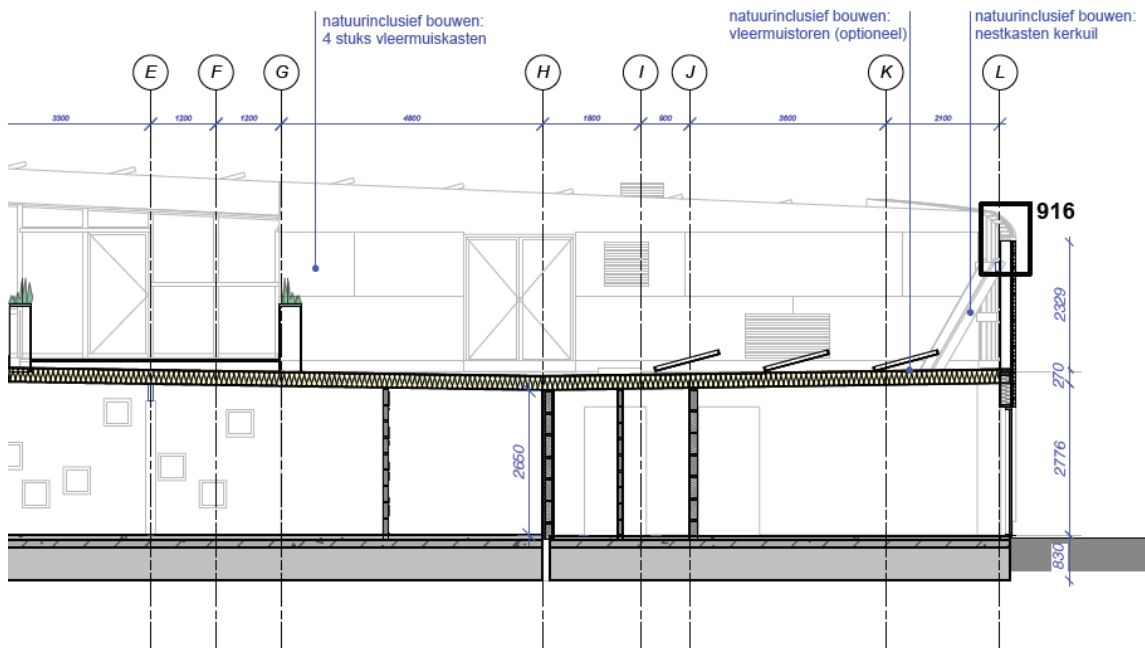 natuurinclusief bouwen:
4 stuks vleermuiskasten
natuurinclusief bouwen:
vleermuistoren (optioneel)
natuurinclusief bouwen:
nestkasten kerkuil
E
F
G
H
I
J
K
L
3300
1200
1200
4800
1800
900
3600
2100
916
2329
270
2650
2776
830